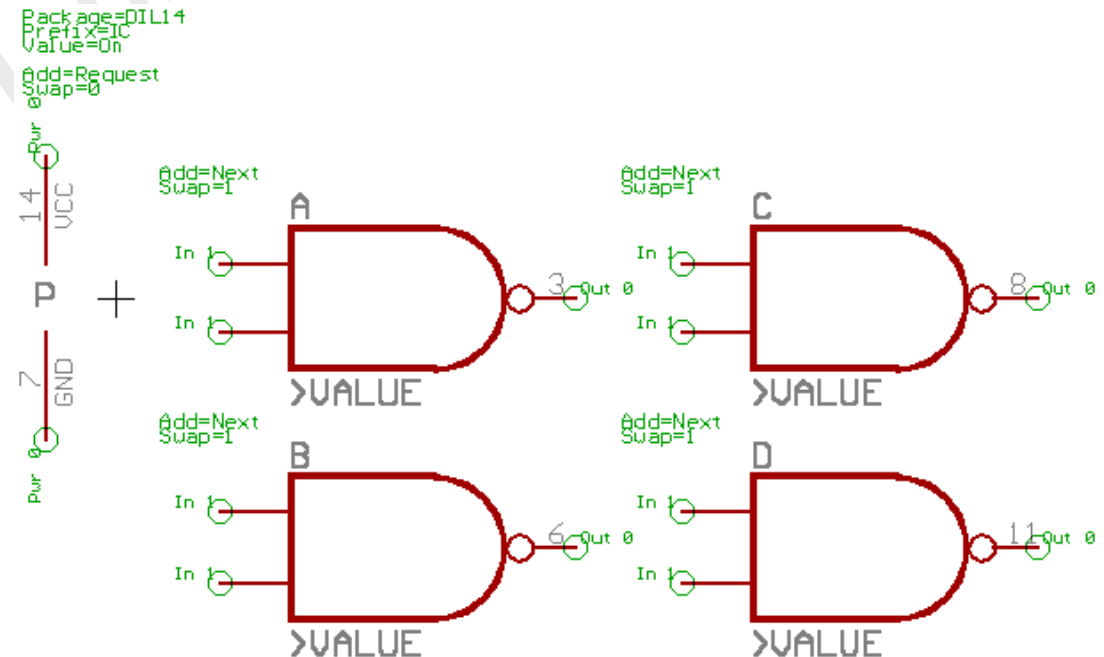 Package=DIL14
Prefix=IC
Value=On
Add=Request
Swap=0
Pwr 0
14
VCC
P
7
GND
Pwr 0
Add=Next
Swap=1
A
In 1
In 1
3
Out 0
>VALUE
Add=Next
Swap=1
C
In 1
In 1
8
Out 0
>VALUE
Add=Next
Swap=1
B
In 1
In 1
6
Out 0
>VALUE
Add=Next
Swap=1
D
In 1
In 1
11
Out 0
>VALUE